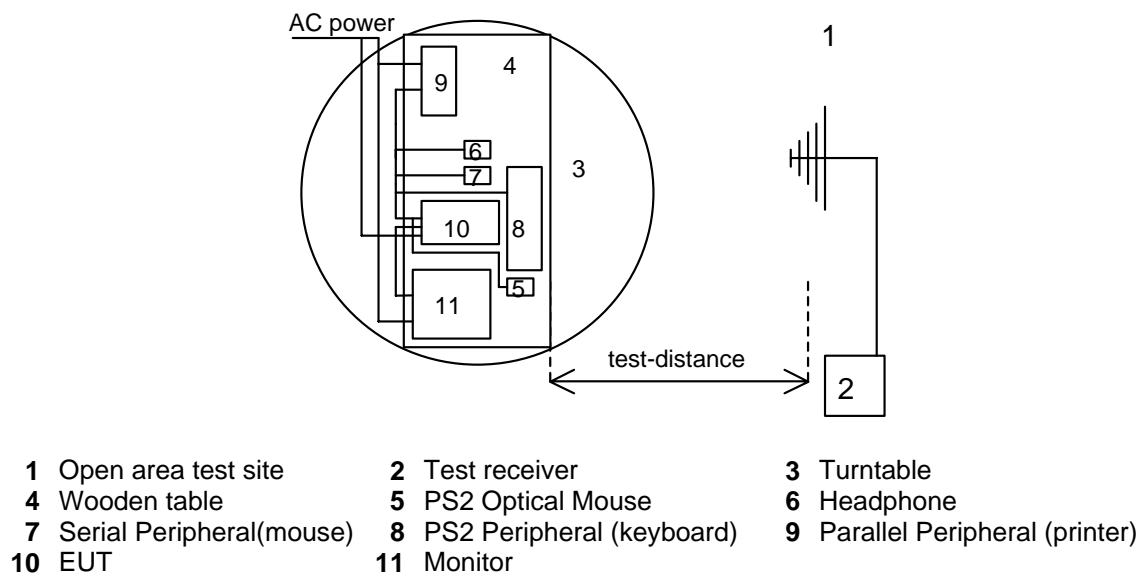 AC power
1
4
9
6
3
7
8
10
5
11
test-distance
2
1 Open area test site 2 Test receiver 3 Turntable
4 Wooden table 5 PS2 Optical Mouse 6 Headphone
7 Serial Peripheral(mouse) 8 PS2 Peripheral (keyboard) 9 Parallel Peripheral (printer)
10 EUT 11 Monitor